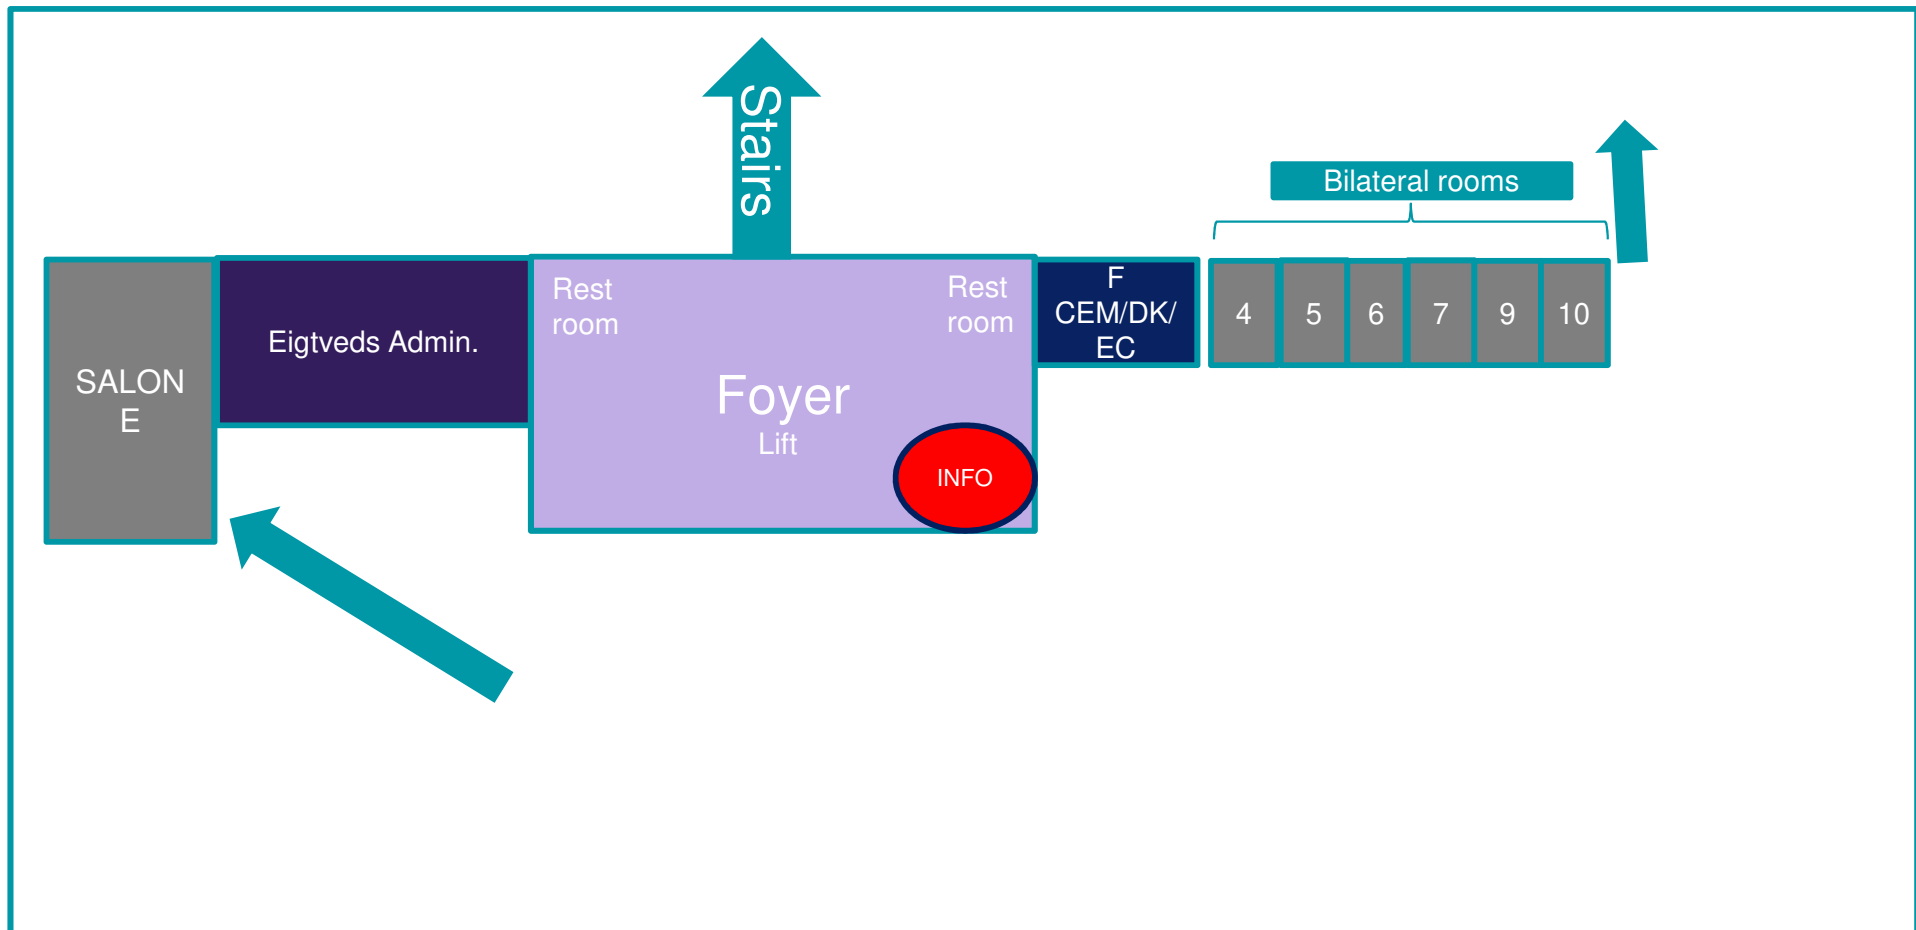 Stairs
Bilateral rooms
SALON
E
Eigtveds Admin.
Rest
room
Rest
room
Foyer
Lift
INFO
F
CEM/DK/
EC
4
5
6
7
9
10